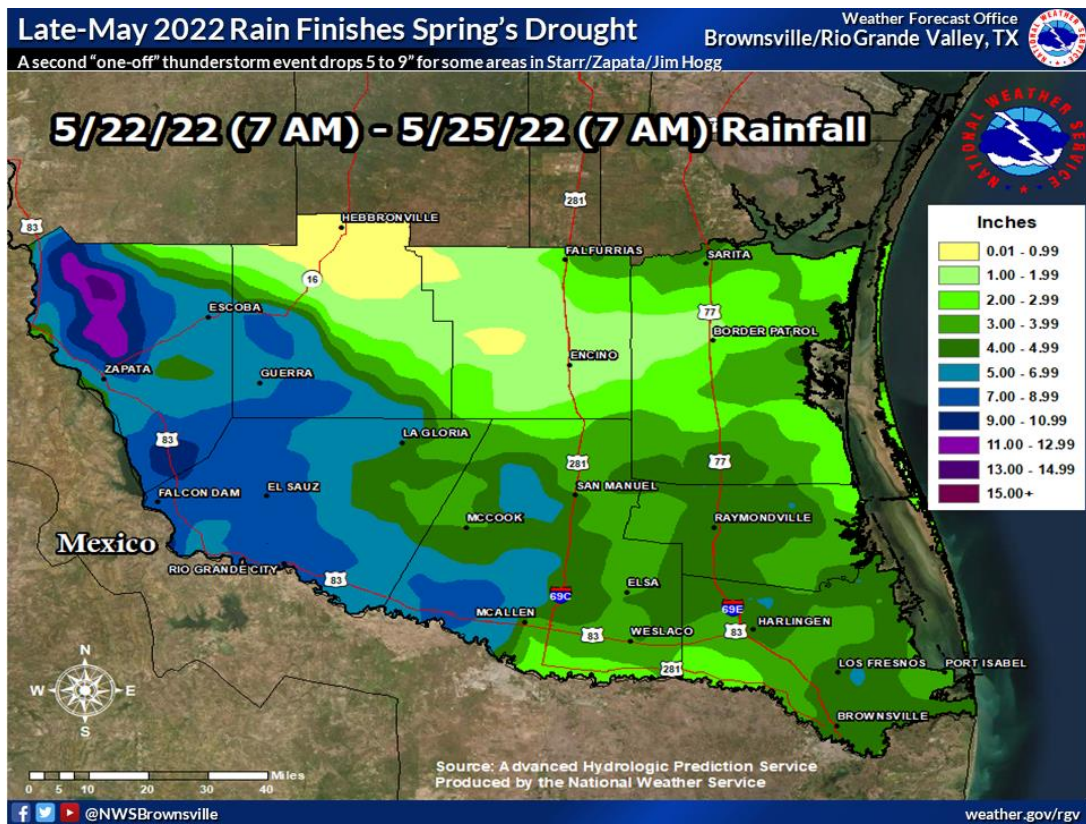 Late-May 2022 Rain Finishes Spring's Drought
Weather Forecast Office
Brownsville/Rio Grande Valley, TX
A second "one-off" thunderstorm event drops 5 to 9" for some areas in Starr/Zapata/Jim Hogg
5/22/22 (7 AM) - 5/25/22 (7 AM) Rainfall
NATIONAL WEATHER SERVICE
Inches
0.01 - 0.99
1.00 - 1.99
2.00 - 2.99
3.00 - 3.99
4.00 - 4.99
5.00 - 6.99
7.00 - 8.99
9.00 - 10.99
11.00 - 12.99
13.00 - 14.99
15.00+
83
281
HEBBRONVILLE
FALFURRIAS
SARITA
16
ESCOBA
77
BORDER PATROL
ENCINO
ZAPATA
GUERRA
83
LA GLORIA
281
77
FALCON DAM
EL SAUZ
SAN MANUEL
MCCOOK
RAYMONDVILLE
Mexico
RIO GRANDE CITY
83
ELSA
69C
69E
MCALLEN
83
WESLACO
83
HARLINGEN
281
LOS FRESNOS
PORT ISABEL
BROWNSVILLE
N
W
E
S
Miles
0 5 10 20 30 40
Source: Advanced Hydrologic Prediction Service
Produced by the National Weather Service
@NWSBrownsville
weather.gov/rgv